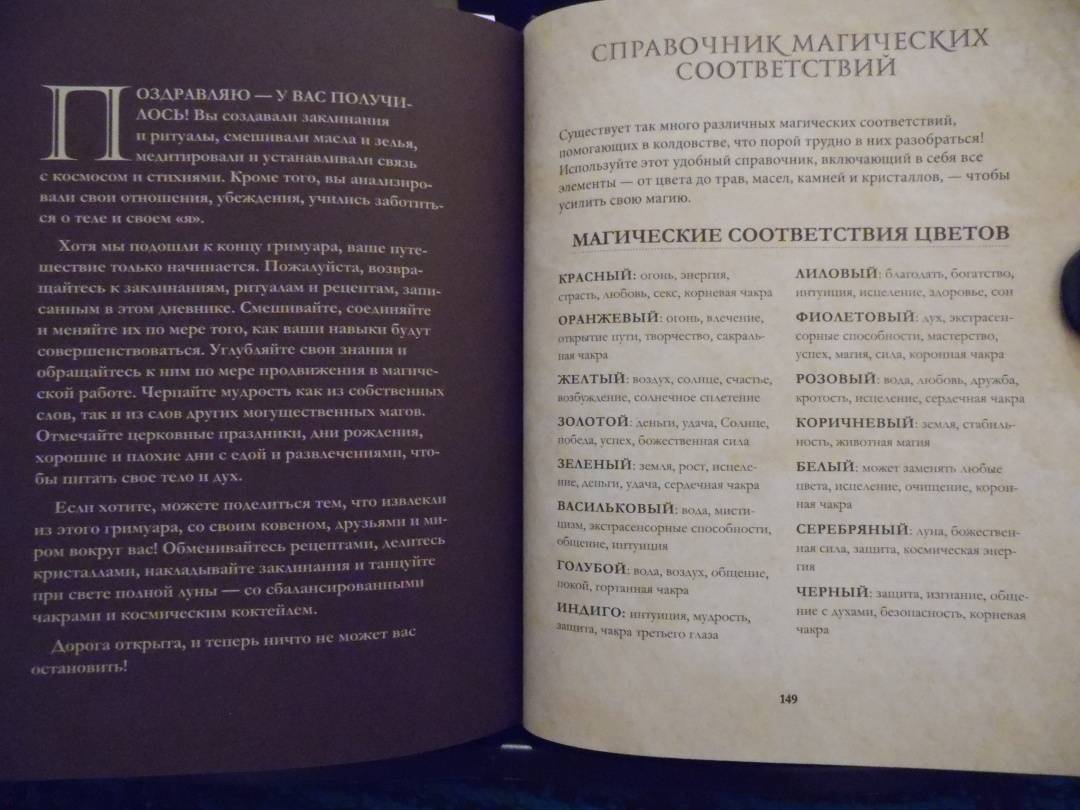 ПОЗДРАВЛЯЮ — У ВАС ПОЛУЧИ-
ЛОСЬ! Вы создавали заклинания
и ритуалы, смешивали масла и зелья,
медитировали и устанавливали связь
с космосом и стихиями. Кроме того, вы анализиро-
вали свои отношения, убеждения, учились заботить-
ся о теле и своем «я».
Хотя мы подошли к концу гримуара, ваше путе-
шествие только начинается. Пожалуйста, возвра-
щайтесь к заклинаниям, ритуалам и рецептам, запи-
санным в этом дневнике. Смешивайте, соединяйте
и меняйте их по мере того, как ваши навыки будут
совершенствоваться. Углубляйте свои знания и
обращайтесь к ним по мере продвижения в магиче-
ской работе. Черпайте мудрость как из собственных
слов, так и из слов других могущественных магов.
Отмечайте церковные праздники, дни рождения,
хорошие и плохие дни с едой и развлечениями, что-
бы питать свое тело и дух.
Если хотите, можете поделиться тем, что извлекли
из этого гримуара, со своим ковеном, друзьями и ми-
ром вокруг вас! Обменивайтесь рецептами, делитесь
кристаллами, накладывайте заклинания и танцуйте
при свете полной луны — со сбалансированными
чакрами и космическим коктейлем.
Дорога открыта, и теперь ничто не может вас
остановить!
СПРАВОЧНИК МАГИЧЕСКИХ
СООТВЕТСТВИЙ
Существует так много различных магических соответствий,
помогающих в колдовстве, что порой трудно в них разобраться!
Используйте этот удобный справочник, включающий в себя все
элементы — от цвета до трав, масел, камней и кристаллов, — чтобы
усилить свою магию.
МАГИЧЕСКИЕ СООТВЕТСТВИЯ ЦВЕТОВ
КРАСНЫЙ: огонь, энергия,
страсть, любовь, секс, корневая чакра
ОРАНЖЕВЫЙ: огонь, влечение,
открытие пути, творчество, сакраль-
ная чакра
ЖЕЛТЫЙ: воздух, солнце, счастье,
возбуждение, солнечное сплетение
ЗОЛОТОЙ: деньги, удача, Солнце,
победа, успех, божественная сила
ЗЕЛЕНЫЙ: земля, рост, исцеле-
ние, деньги, удача, сердечная чакра
ВАСИЛЬКОВЫЙ: вода, мисти-
цизм, экстрасенсорные способности,
общение, интуиция
ГОЛУБОЙ: вода, воздух, общение,
покой, гортанная чакра
ИНДИГО: интуиция, мудрость,
защита, чакра третьего глаза
ЛИЛОВЫЙ: благодать, богатство,
интуиция, исцеление, здоровье, сон
ФИОЛЕТОВЫЙ: дух, экстрасен-
сорные способности, мастерство,
успех, магия, сила, коронная чакра
РОЗОВЫЙ: вода, любовь, дружба,
кротость, исцеление, сердечная чакра
КОРИЧНЕВЫЙ: земля, стабиль-
ность, животная магия
БЕЛЫЙ: может заменять любые
цвета, исцеление, очищение, корон-
ная чакра
СЕРЕБРЯНЫЙ: луна, божествен-
ная сила, защита, космическая энер-
гия
ЧЕРНЫЙ: защита, изгнание, обще-
ние с духами, безопасность, корневая
чакра
149